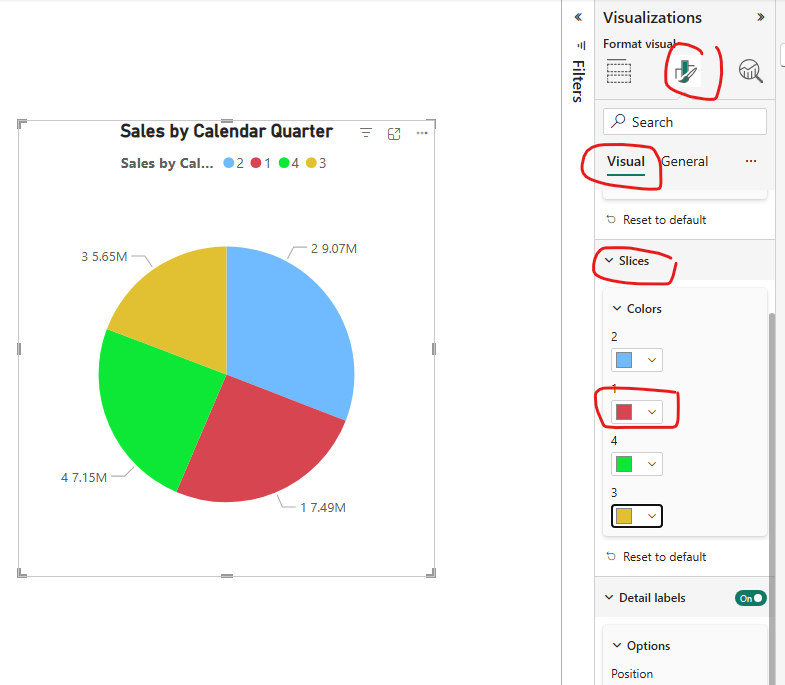 Visualizations
Format visual
Filters
Search
Visual General
Reset to default
Slices
Colors
2
1
4
3
Reset to default
Detail labels On
Options
Position
Sales by Calendar Quarter
Sales by Cal... 2 1 4 3
3 5.65M
2 9.07M
4 7.15M
1 7.49M